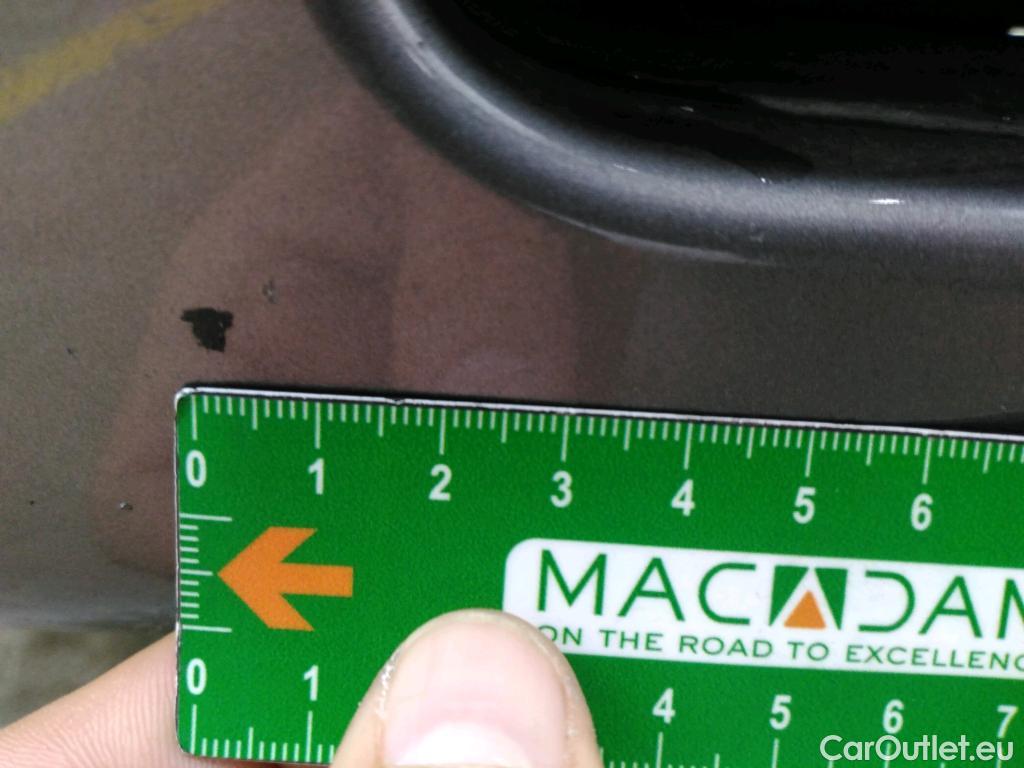 0 1 2 3 4 5 6
MACADAM
ON THE ROAD TO EXCELLENC
0 1 4 5 6 7
CarOutlet.eu